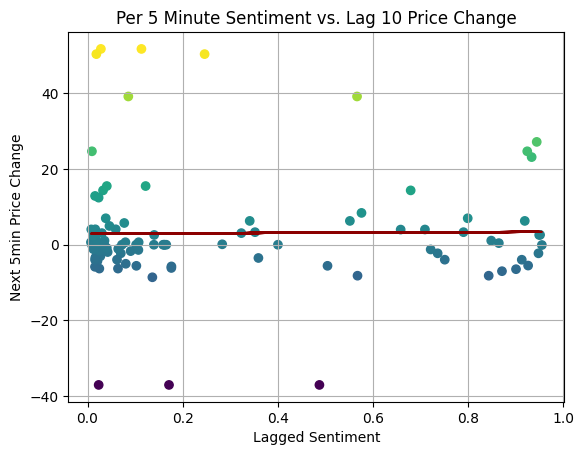 Per 5 Minute Sentiment vs. Lag 10 Price Change
Next 5min Price Change
40
20
0
−20
−40
0.0 0.2 0.4 0.6 0.8 1.0
Lagged Sentiment